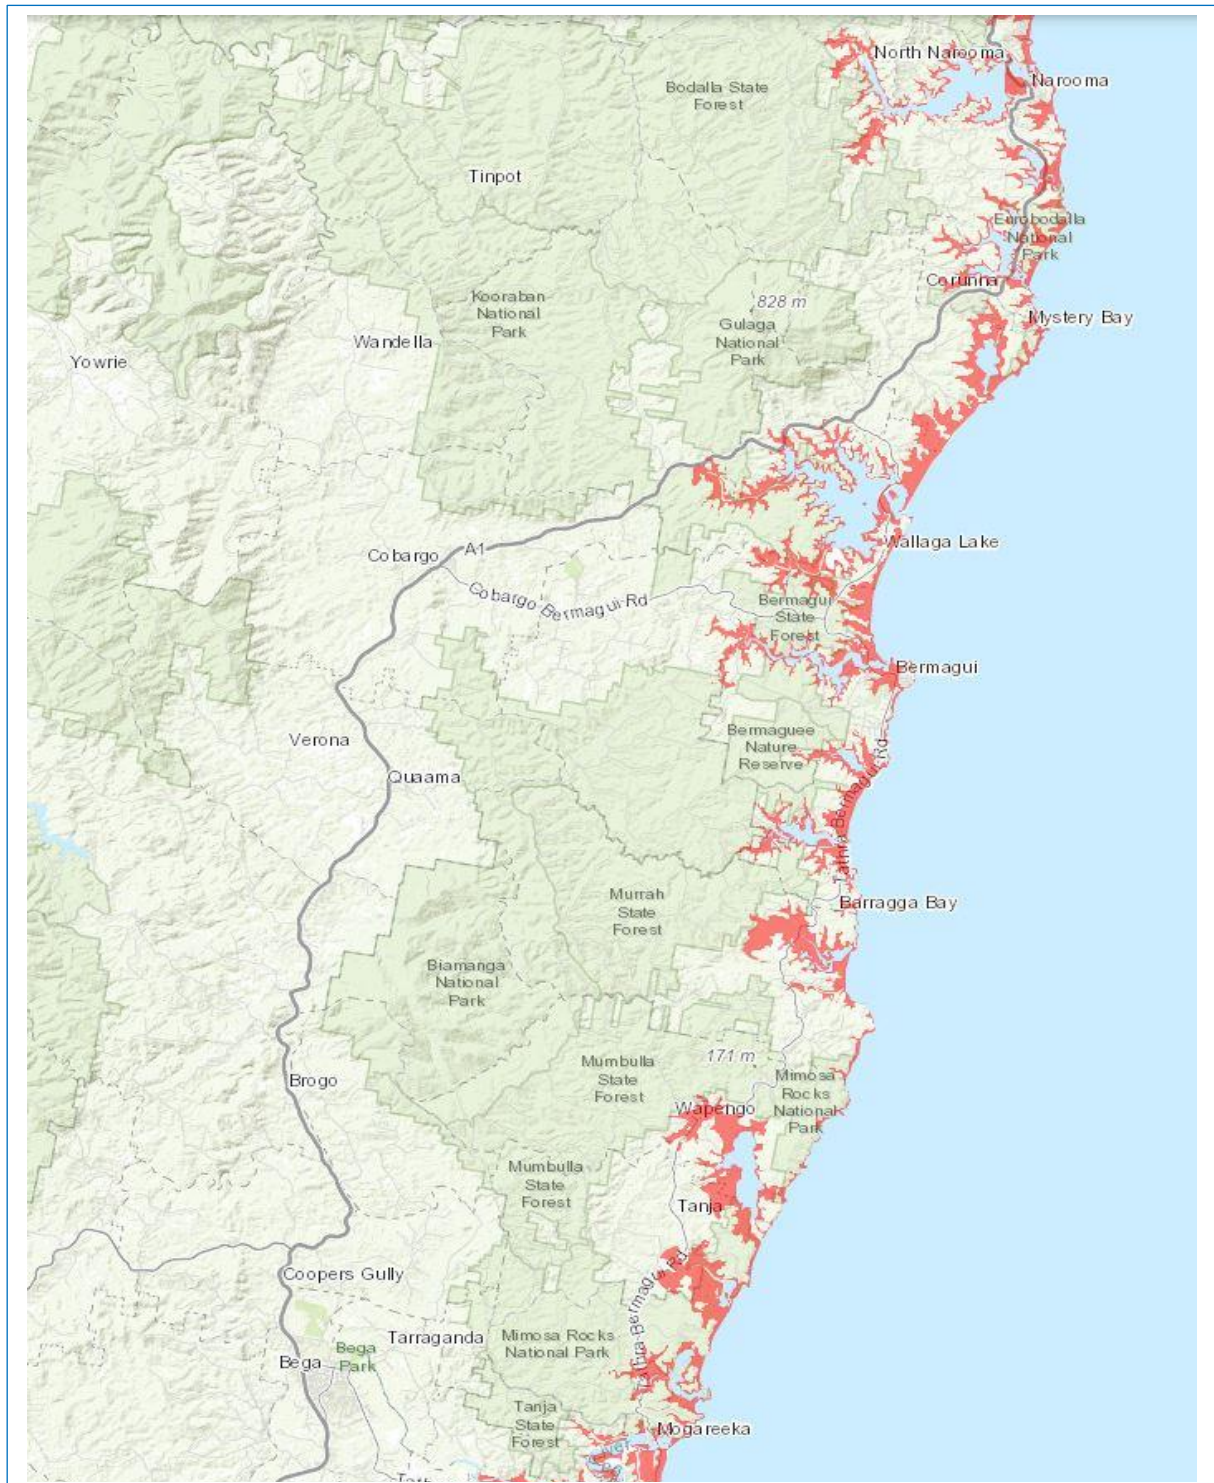 North Narooma
Narooma
Bodalla State
Forest
Tinpot
Eurobodalla
National
Park
Corunna
828 m
Kooraban
National
Park
Gulaga
National
Park
Mystery Bay
Wandella
Yowrie
Wallaga Lake
A1
Cobargo
Cobargo-Bermagui-Rd
Bermagui
State
Forest
Bermagui
Bermaguee
Nature
Reserve
Verona
Quaama
Tathra Bermagui Rd
Murrah
State
Forest
Barragga Bay
Biamanga
National
Park
171 m
Mumbulla
State
Forest
Mimosa
Rocks
National
Park
Brogo
Wapengo
Mumbulla
State
Forest
Tanja
Tathra-Bermagui Rd
Coopers Gully
Tarraganda
Mimosa Rocks
National Park
Bega
Park
Bega
Tanja
State
Forest
Mogareeka